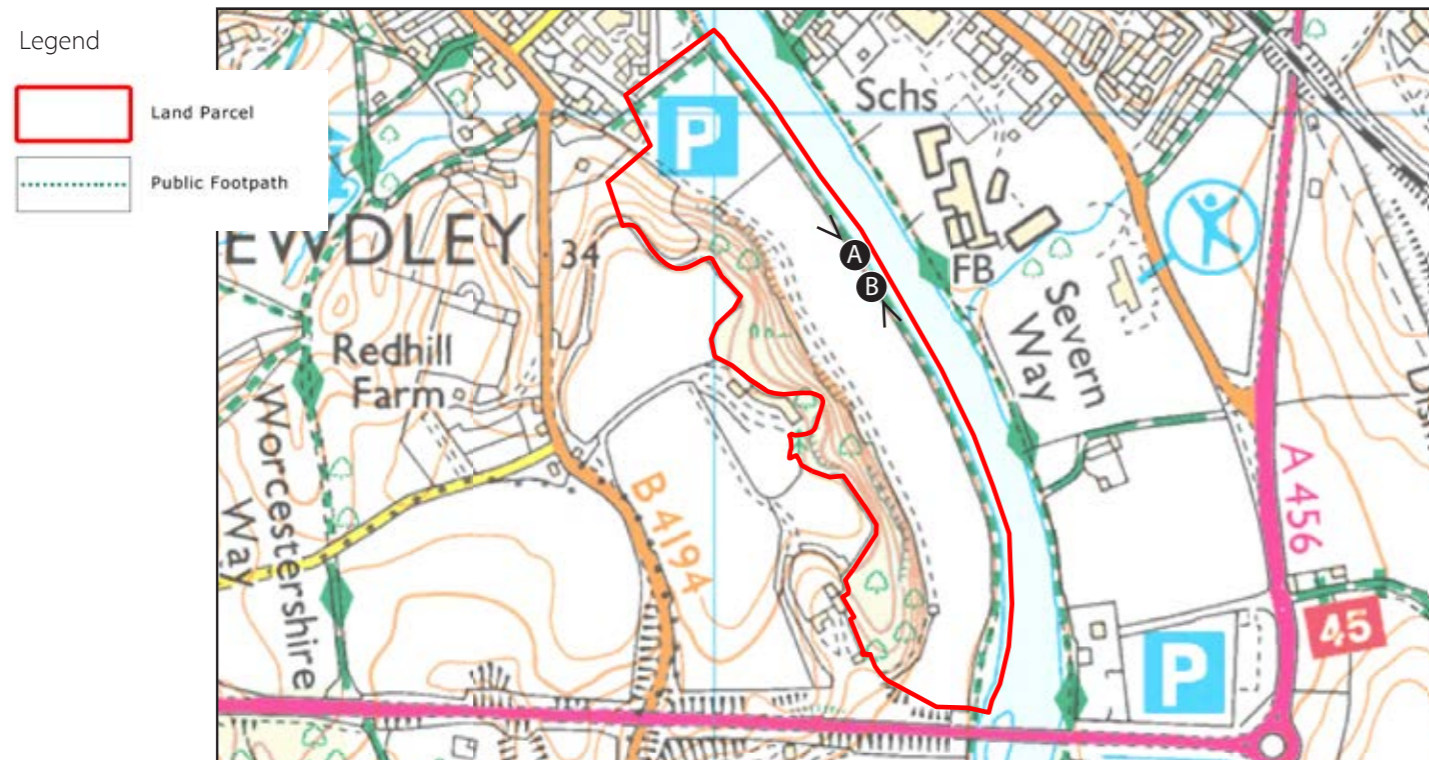 Legend
Land Parcel
Public Footpath
P
Schs
EWDLEY
34
A
B
FB
Severn
Way
Redhill
Farm
Worcestershire
Way
B 4194
A 456
Dis
45
P